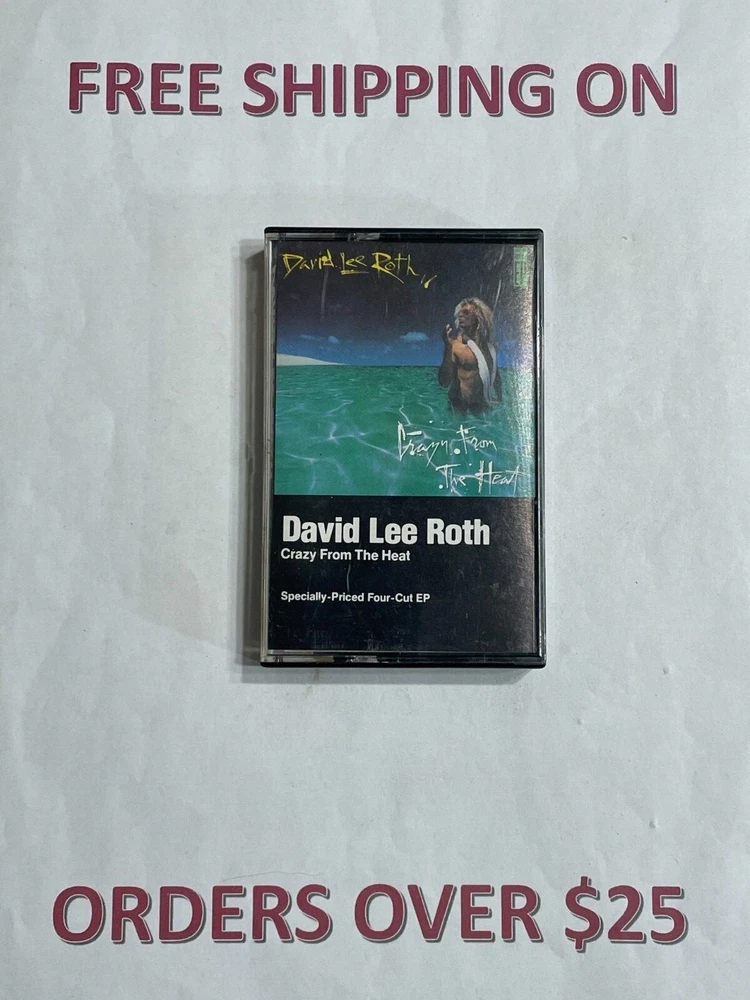 FREE SHIPPING ON
David Lee Roth
Crazy From
The Heat
David Lee Roth
Crazy From The Heat
Specially-Priced Four-Cut EP
ORDERS OVER $25